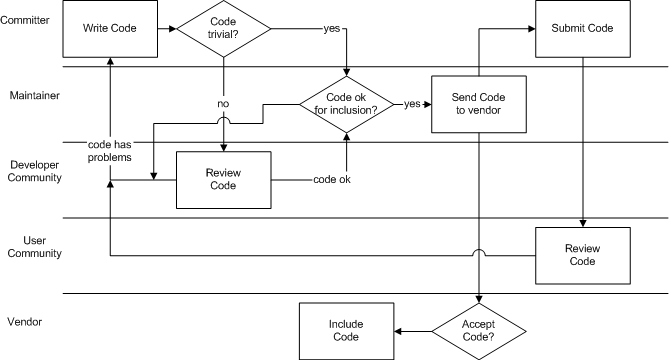 Committer
Write Code
Code
trivial?
yes
Submit Code
Maintainer
no
Code ok
for inclusion?
yes
Send Code
to vendor
code has
problems
Developer
Community
Review
Code
code ok
User
Community
Review
Code
Vendor
Include
Code
Accept
Code?